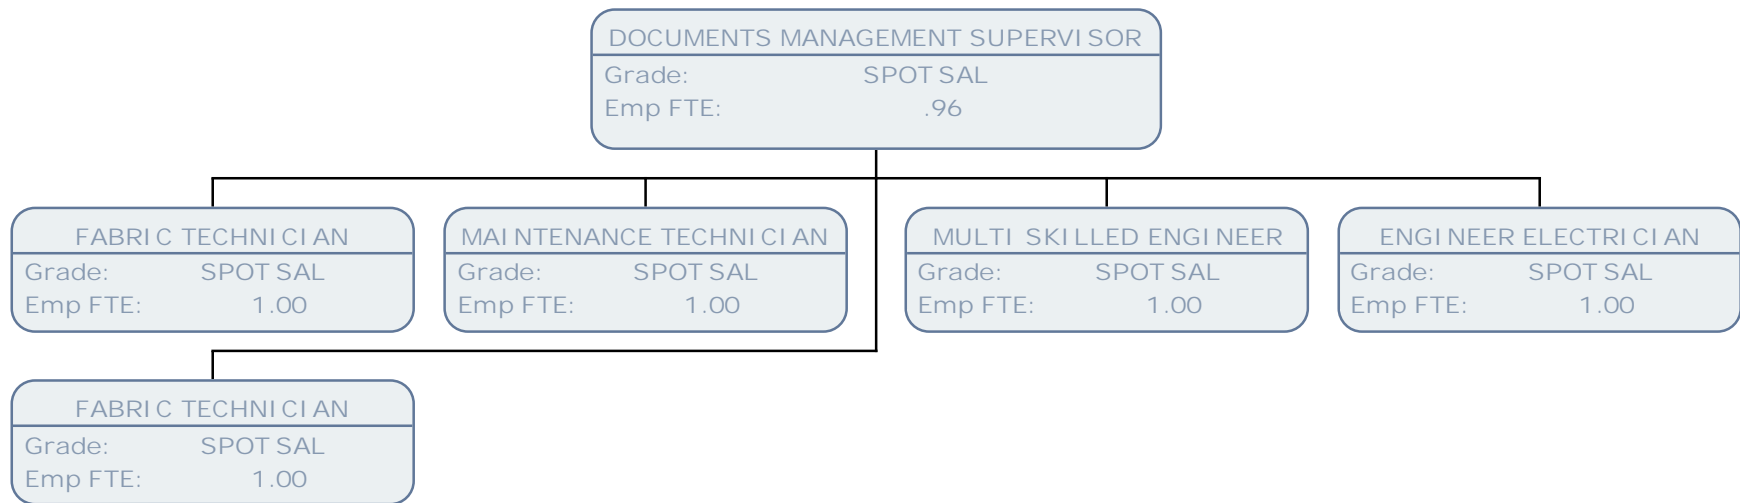 DOCUMENTS MANAGEMENT SUPERVISOR
Grade: SPOT SAL
Emp FTE: .96
FABRIC TECHNICIAN
Grade: SPOT SAL
Emp FTE: 1.00
MAINTENANCE TECHNICIAN
Grade: SPOT SAL
Emp FTE: 1.00
MULTI SKILLED ENGINEER
Grade: SPOT SAL
Emp FTE: 1.00
ENGINEER ELECTRICIAN
Grade: SPOT SAL
Emp FTE: 1.00
FABRIC TECHNICIAN
Grade: SPOT SAL
Emp FTE: 1.00